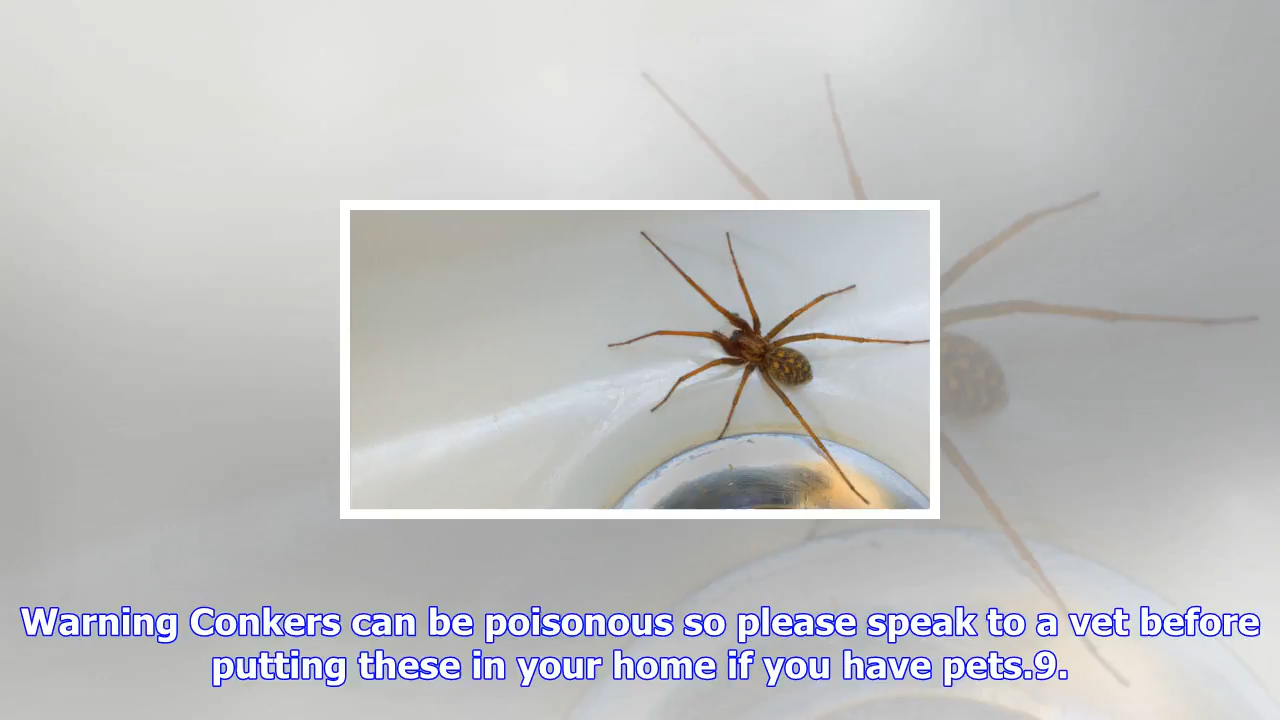 Warning Conkers can be poisonous so please speak to a vet before
putting these in your home if you have pets.9.